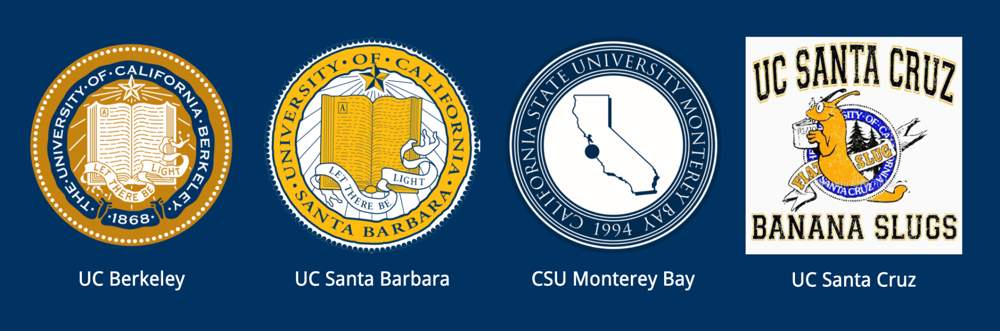 THE·UNIVERSITY·OF·CALIFORNIA·BERKELEY
A
LET THERE BE LIGHT
·1868·
UC Berkeley
UNIVERSITY·OF·CALIFORNIA
·SANTA BARBARA·
A
LET THERE BE LIGHT
UC Santa Barbara
CALIFORNIA STATE UNIVERSITY MONTEREY BAY
1994
CSU Monterey Bay
UC SANTA CRUZ
PLATO
SITY·OF·CA
RNIA
FIAT SLUG
SANTA CRUZ
BANANA SLUGS
UC Santa Cruz